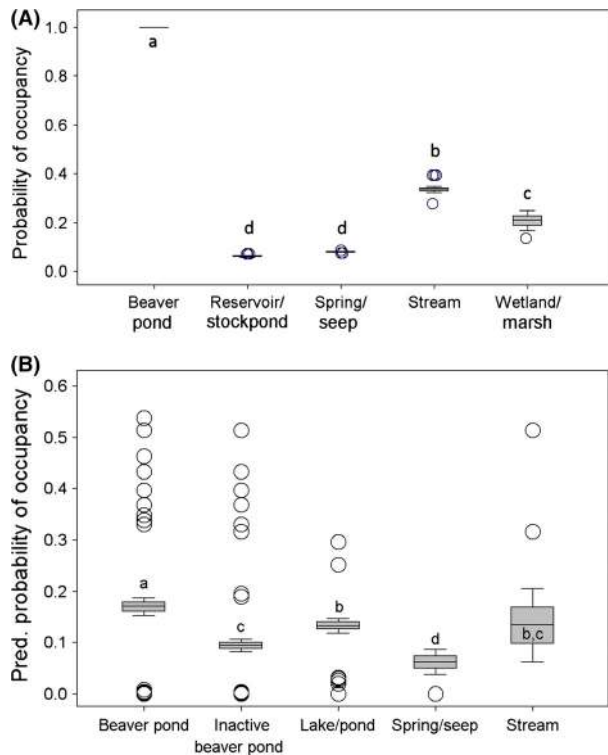 (A)
Probability of occupancy
1.0
0.8
0.6
0.4
0.2
0.0
a
d
d
b
c
Beaver pond
Reservoir/ stockpond
Spring/ seep
Stream
Wetland/ marsh
(B)
Pred. probability of occupancy
0.6
0.5
0.4
0.3
0.2
0.1
0.0
a
c
b
d
b,c
Beaver pond
Inactive beaver pond
Lake/pond
Spring/seep
Stream